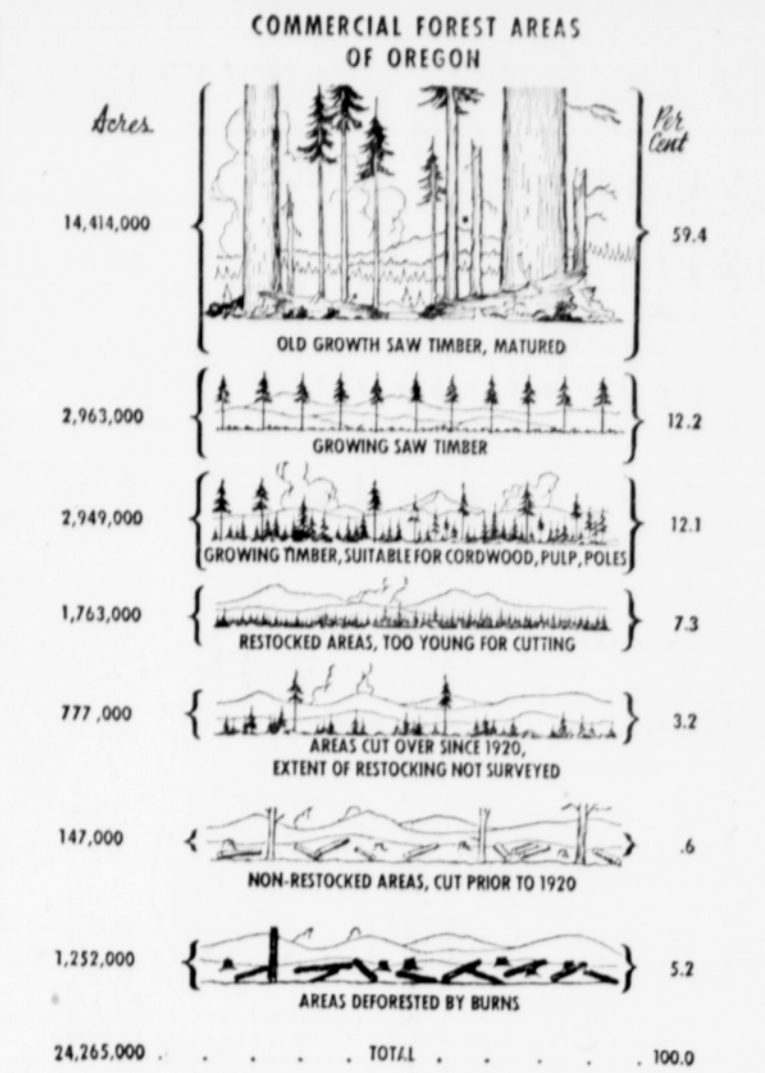 COMMERCIAL FOREST AREAS
OF OREGON
Acres
Per
Cent
14,414,000
59.4
OLD GROWTH SAW TIMBER, MATURED
2,963,000
12.2
GROWING SAW TIMBER
2,949,000
12.1
GROWING TIMBER, SUITABLE FOR CORDWOOD, PULP, POLES
1,763,000
7.3
RESTOCKED AREAS, TOO YOUNG FOR CUTTING
777,000
3.2
AREAS CUT OVER SINCE 1920,
EXTENT OF RESTOCKING NOT SURVEYED
147,000
.6
NON-RESTOCKED AREAS, CUT PRIOR TO 1920
1,252,000
5.2
AREAS DEFORESTED BY BURNS
24,265,000 . . . . . TOTAL . . . . . 100.0